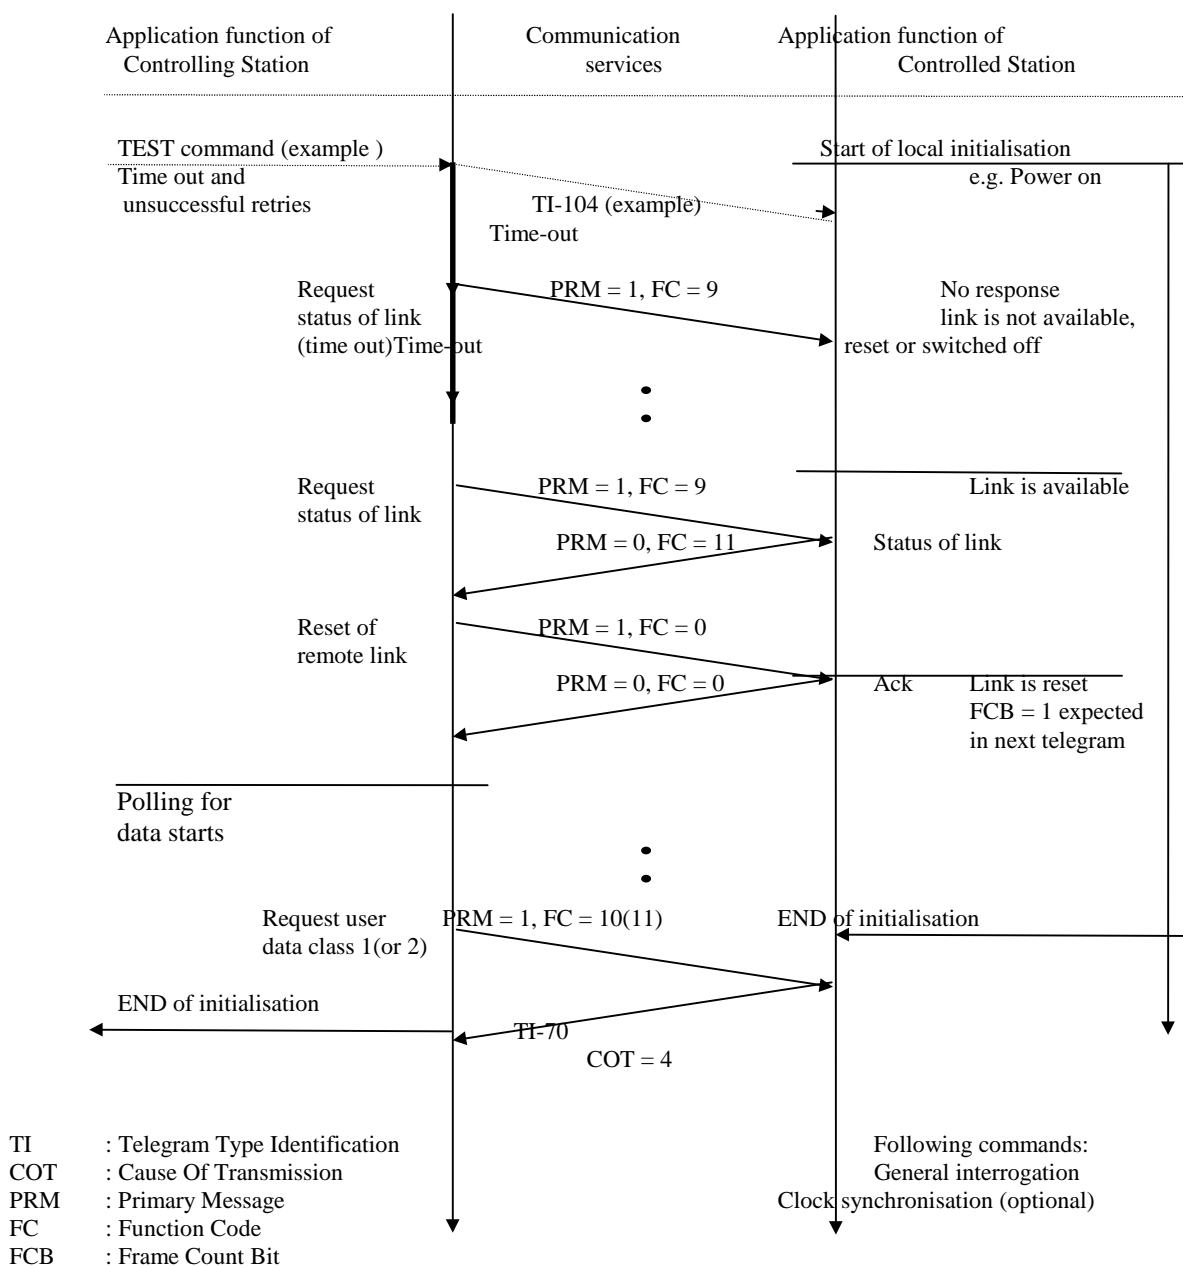 Application function of
Controlling Station
Communication
services
Application function of
Controlled Station
TEST command (example )
Time out and
unsuccessful retries
Start of local initialisation
e.g. Power on
TI-104 (example)
Time-out
Request
status of link
(time out)Time-out
PRM = 1, FC = 9
No response
link is not available,
reset or switched off
Request
status of link
PRM = 1, FC = 9
Link is available
PRM = 0, FC = 11
Status of link
Reset of
remote link
PRM = 1, FC = 0
PRM = 0, FC = 0
Ack
Link is reset
FCB = 1 expected
in next telegram
Polling for
data starts
Request user
data class 1(or 2)
PRM = 1, FC = 10(11)
END of initialisation
END of initialisation
TI-70
COT = 4
TI : Telegram Type Identification
COT : Cause Of Transmission
PRM : Primary Message
FC : Function Code
FCB : Frame Count Bit
Following commands:
General interrogation
Clock synchronisation (optional)